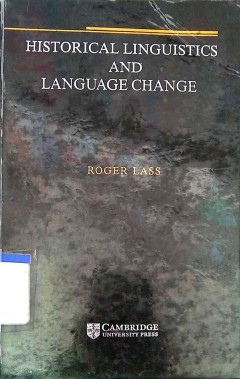 HISTORICAL LINGUISTICS
AND
LANGUAGE CHANGE
ROGER LASS
CAMBRIDGE
UNIVERSITY PRESS